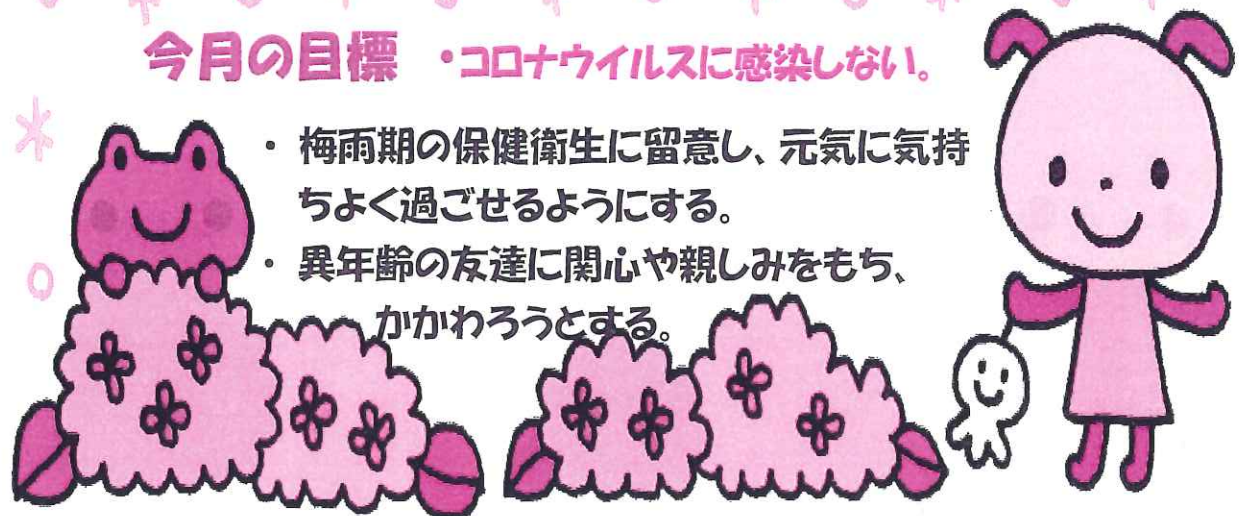 今月の目標 ・コロナウイルスに感染しない。
・ 梅雨期の保健衛生に留意し、元気に気持
ちよく過ごせるようにする。
・ 異年齢の友達に関心や親しみをもち、
かかわろうとする。